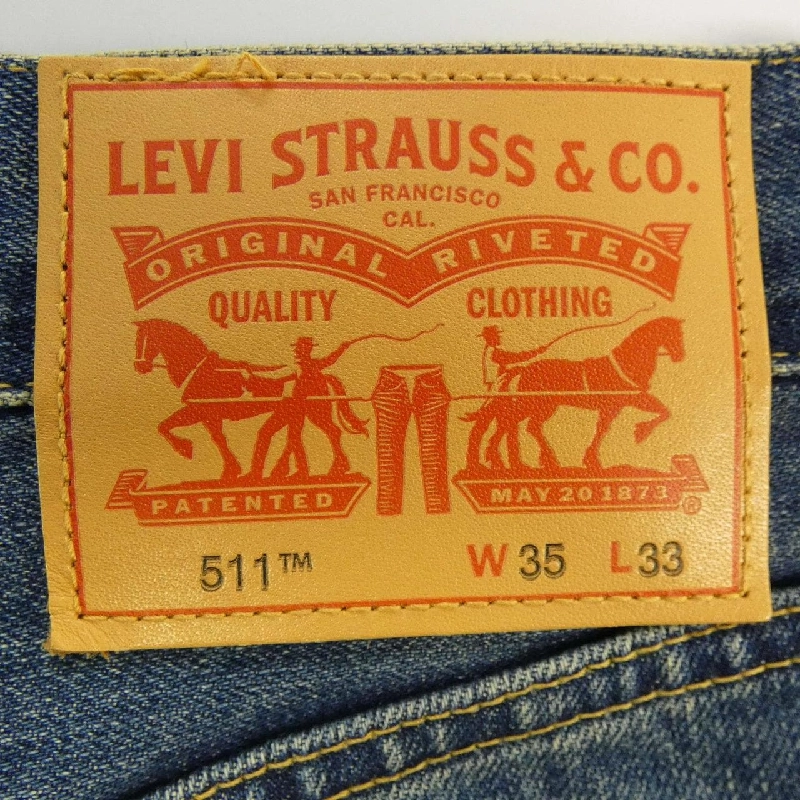 LEVI STRAUSS & CO.
SAN FRANCISCO
CAL.
ORIGINAL RIVETED
QUALITY CLOTHING
PATENTED MAY 20 1873 ®
511™ W 35 L 33